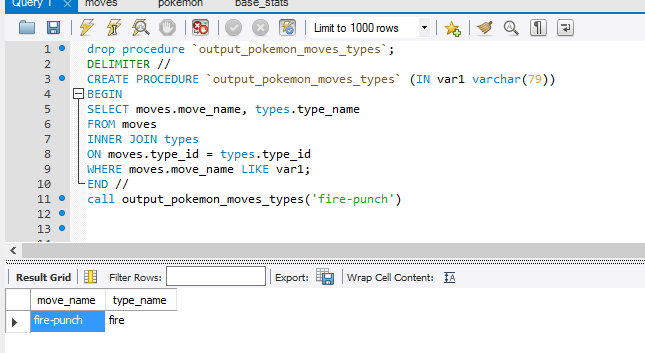 Query 1 moves pokemon base_stats
Limit to 1000 rows
1 drop procedure `output_pokemon_moves_types`;
2 DELIMITER //
3 CREATE PROCEDURE `output_pokemon_moves_types` (IN var1 varchar(79))
4 BEGIN
5 SELECT moves.move_name, types.type_name
6 FROM moves
7 INNER JOIN types
8 ON moves.type_id = types.type_id
9 WHERE moves.move_name LIKE var1;
10 END //
11 call output_pokemon_moves_types('fire-punch')
12
13
Result Grid Filter Rows: Export: Wrap Cell Content: IA
move_name type_name
fire-punch fire